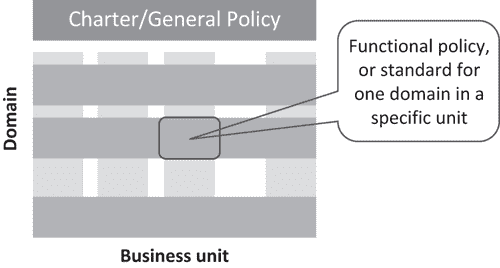 Charter/General Policy
Functional policy,
or standard for
one domain in a
specific unit
Domain
Business unit